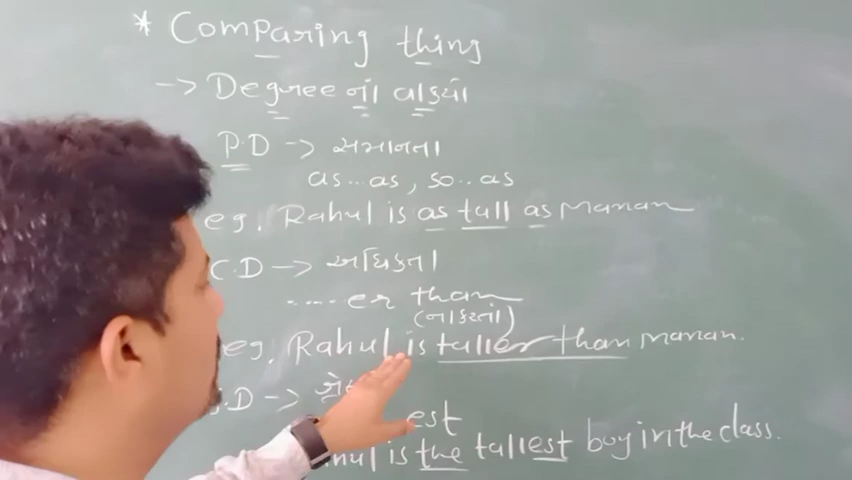 * Comparing thing
→ Degree નાં વાક્યો
P.D → સમાનતા
as...as, so..as
eg. Rahul is as tall as Manan
C.D → અધિકતા
.....er than
(ના કરતાં)
eg. Rahul is taller than Manan.
.D →
est
is the tallest boy in the class.